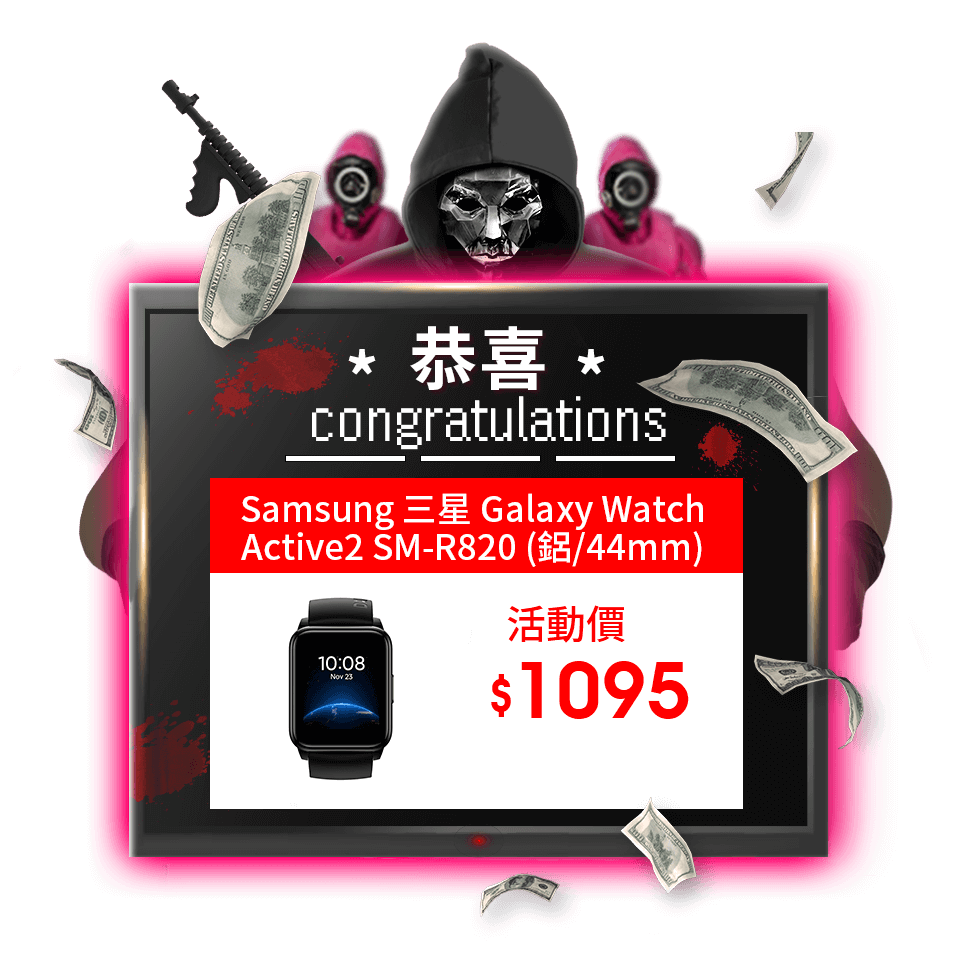 * 恭喜 *
congratulations
Samsung 三星 Galaxy Watch
Active2 SM-R820 (鋁/44mm)
10:08
Nov 23
活動價
$1095